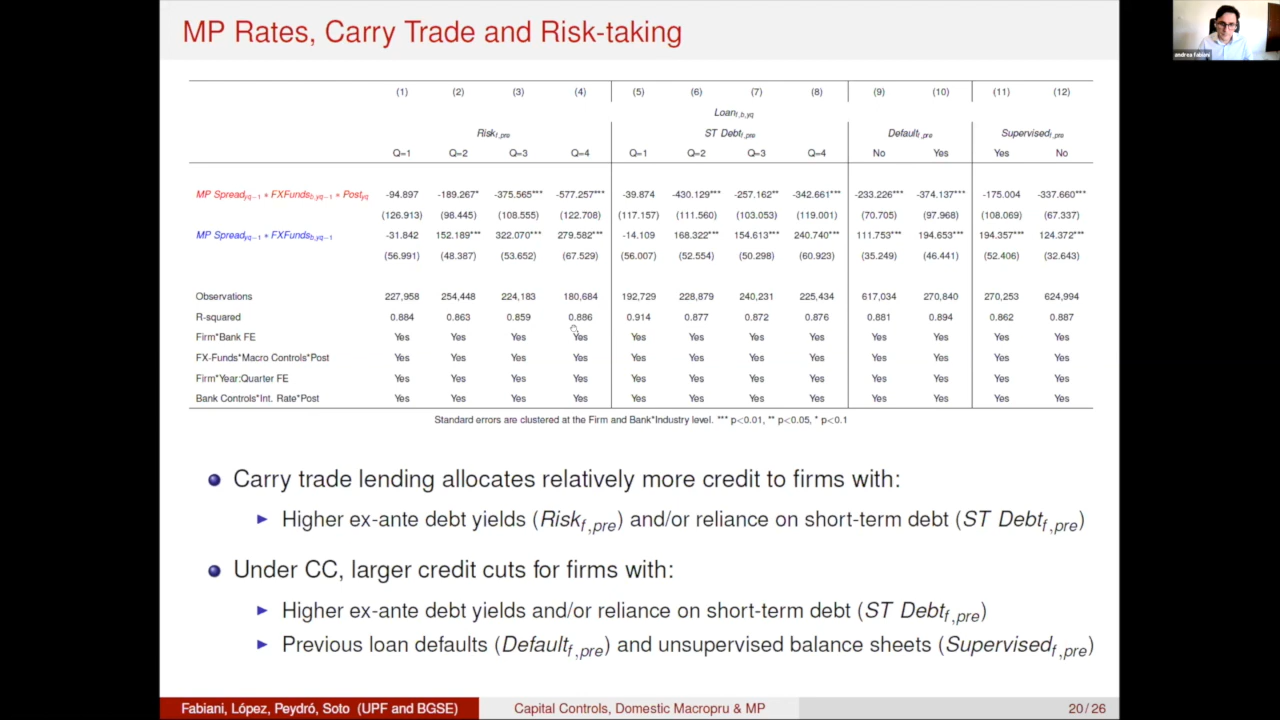 MP Rates, Carry Trade and Risk-taking
andrea fabiani
(1) (2) (3) (4) (5) (6) (7) (8) (9) (10) (11) (12)
Loan f,b,yq
Risk f,pre ST Debt f,pre Default f,pre Supervised f,pre
Q=1 Q=2 Q=3 Q=4 Q=1 Q=2 Q=3 Q=4 No Yes Yes No
MP Spread yq−1 * FXFunds b,yq−1 * Post yq -94.897 -189.267* -375.565*** -577.257*** -39.874 -430.129*** -257.162** -342.661*** -233.226*** -374.137*** -175.004 -337.660***
(126.913) (98.445) (108.555) (122.708) (117.157) (111.560) (103.053) (119.001) (70.705) (97.968) (108.069) (67.337)
MP Spread yq−1 * FXFunds b,yq−1 -31.842 152.189*** 322.070*** 279.582*** -14.109 168.322*** 154.613*** 240.740*** 111.753*** 194.653*** 194.357*** 124.372***
(56.991) (48.387) (53.652) (67.529) (56.007) (52.554) (50.298) (60.923) (35.249) (46.441) (52.406) (32.643)
Observations 227,958 254,448 224,183 180,684 192,729 228,879 240,231 225,434 617,034 270,840 270,253 624,994
R-squared 0.884 0.863 0.859 0.886 0.914 0.877 0.872 0.876 0.881 0.894 0.862 0.887
Firm*Bank FE Yes Yes Yes Yes Yes Yes Yes Yes Yes Yes Yes Yes
FX-Funds*Macro Controls*Post Yes Yes Yes Yes Yes Yes Yes Yes Yes Yes Yes Yes
Firm*Year:Quarter FE Yes Yes Yes Yes Yes Yes Yes Yes Yes Yes Yes Yes
Bank Controls*Int. Rate*Post Yes Yes Yes Yes Yes Yes Yes Yes Yes Yes Yes Yes
Standard errors are clustered at the Firm and Bank*Industry level. *** p<0.01, ** p<0.05, * p<0.1
Carry trade lending allocates relatively more credit to firms with:
Higher ex-ante debt yields (Risk f,pre) and/or reliance on short-term debt (ST Debt f,pre)
Under CC, larger credit cuts for firms with:
Higher ex-ante debt yields and/or reliance on short-term debt (ST Debt f,pre)
Previous loan defaults (Default f,pre) and unsupervised balance sheets (Supervised f,pre)
Fabiani, López, Peydró, Soto (UPF and BGSE) Capital Controls, Domestic Macropru & MP 20 / 26